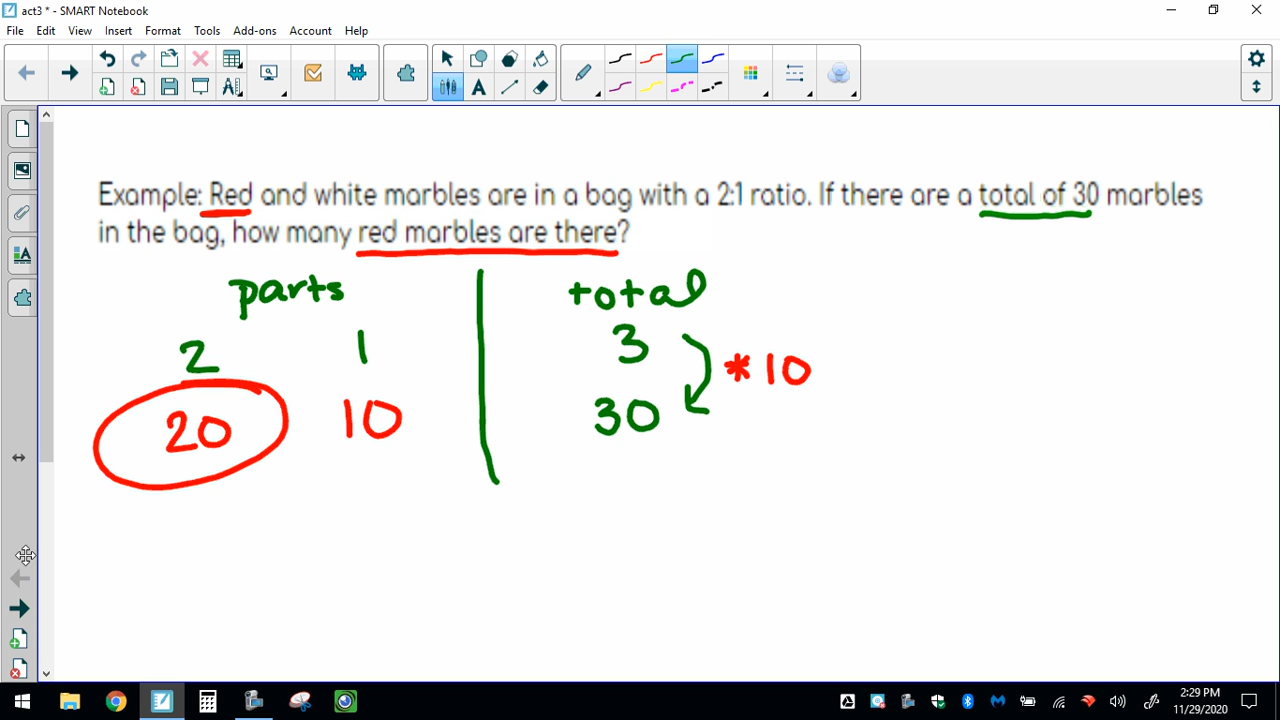 act3 * - SMART Notebook
File Edit View Insert Format Tools Add-ons Account Help
Example: Red and white marbles are in a bag with a 2:1 ratio. If there are a total of 30 marbles
in the bag, how many red marbles are there?
parts total
2 1 3
*10
20 10 30
2:29 PM
11/29/2020